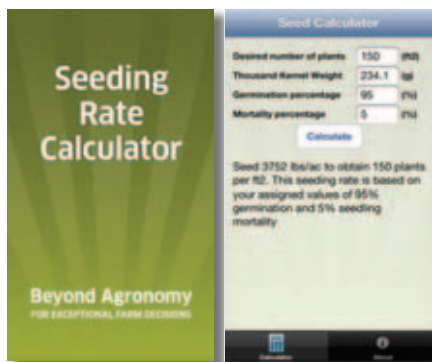 Seeding
Rate
Calculator
Beyond Agronomy
FOR EXCEPTIONAL FARM DECISIONS
Seed Calculator
Desired number of plants 150 (ft2)
Thousand Kernel Weight 234.1 (g)
Germination percentage 95 (%)
Mortality percentage 5 (%)
Calculate
Seed 3752 lbs/ac to obtain 150 plants
per ft2. This seeding rate is based on
your assigned values of 95%
germination and 5% seedling
mortality
Calculator About